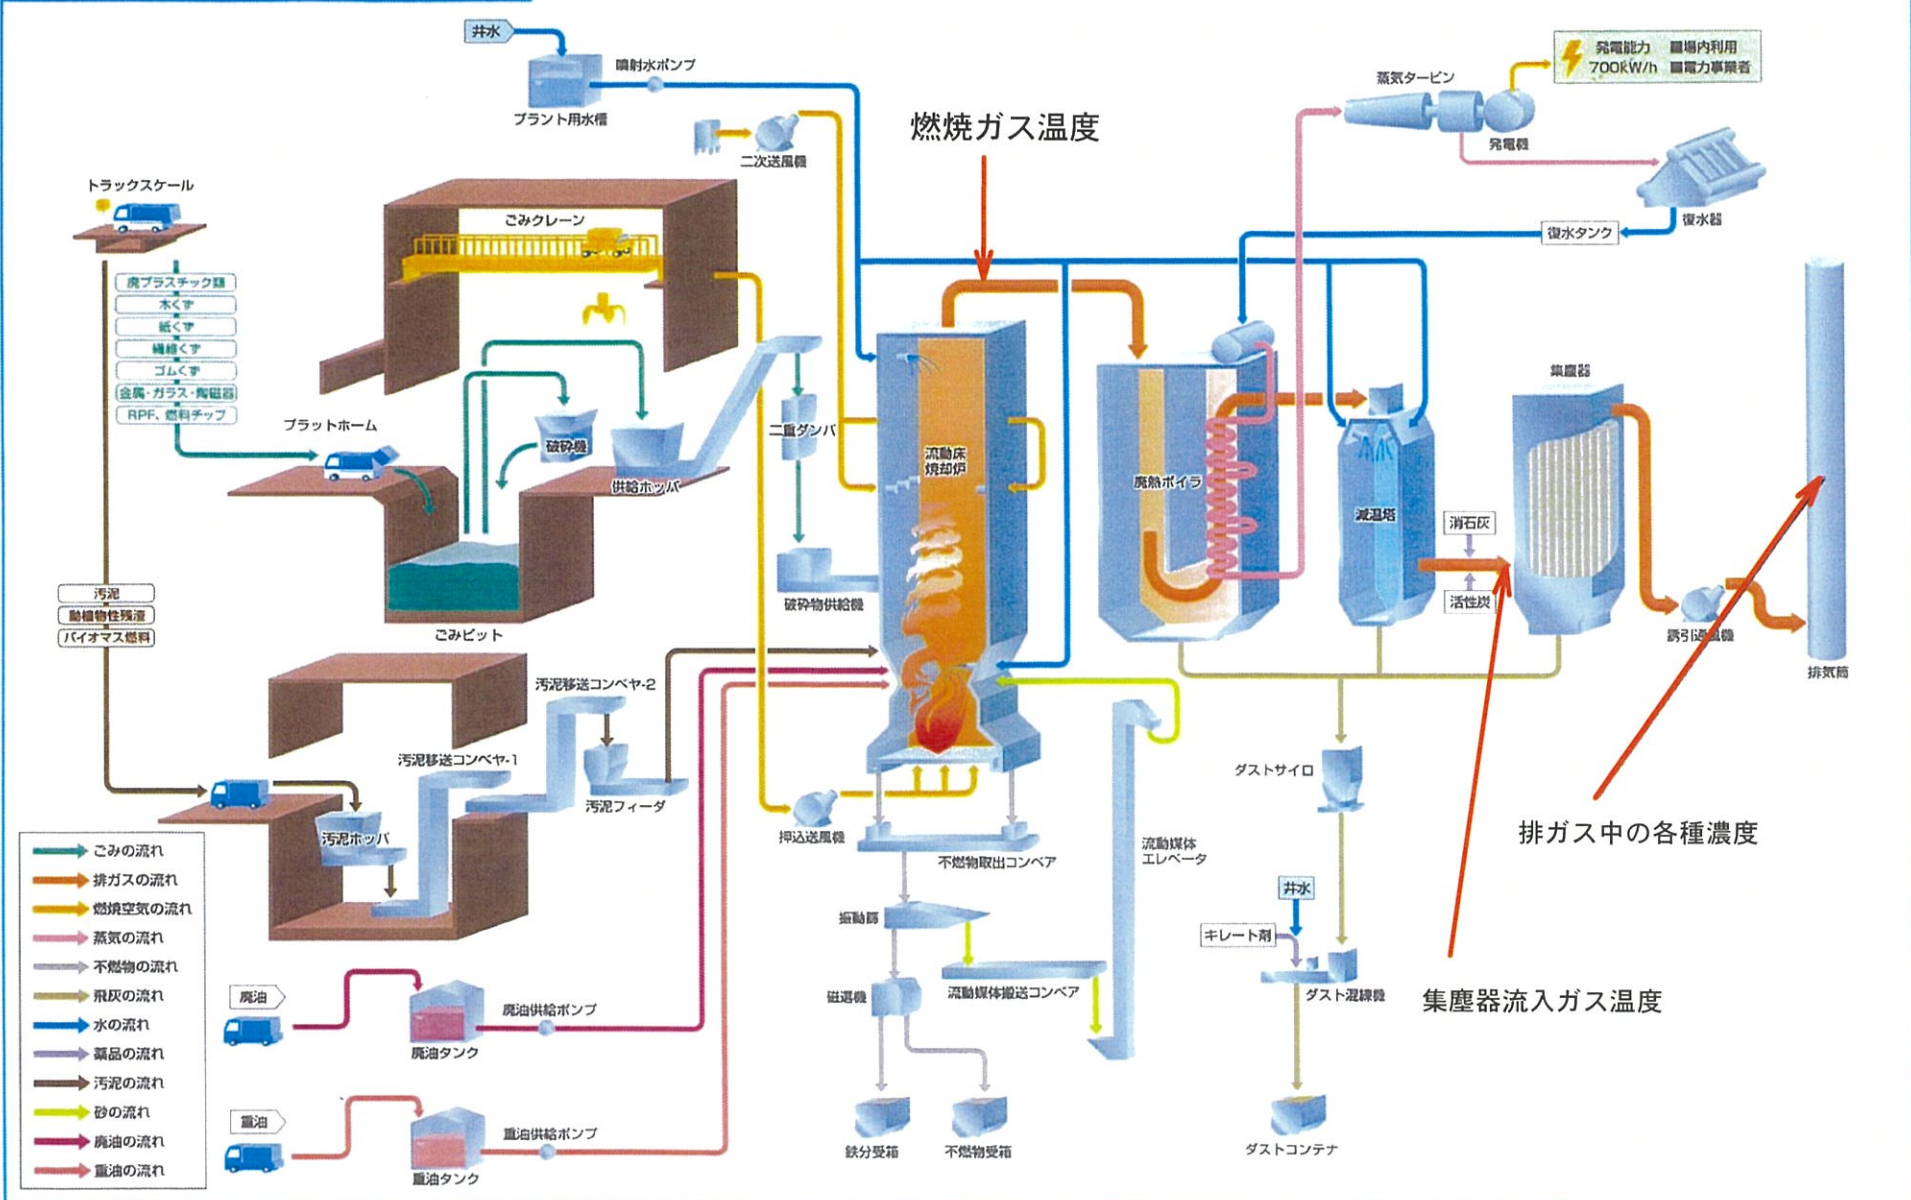 井水
噴射水ポンプ
プラント用水槽
二次送風機
燃焼ガス温度
蒸気タービン
発電機
発電能力 ■場内利用
700kW/h ■電力事業者
復水器
復水タンク
トラックスケール
廃プラスチック類
木くず
紙くず
繊維くず
ゴムくず
金属・ガラス・陶磁器
RPF、燃料チップ
ごみクレーン
プラットホーム
破砕機
供給ホッパ
二重ダンパ
破砕物供給機
ごみピット
流動床
焼却炉
廃熱ボイラ
減温塔
消石灰
活性炭
集塵器
誘引通風機
排気筒
汚泥
動植物性残渣
バイオマス燃料
汚泥移送コンベヤ-2
汚泥移送コンベヤ-1
汚泥フィーダ
汚泥ホッパ
押込送風機
不燃物取出コンベア
流動媒体
エレベータ
振動篩
磁選機
流動媒体搬送コンベア
鉄分受箱
不燃物受箱
ダストサイロ
井水
キレート剤
ダスト混練機
ダストコンテナ
排ガス中の各種濃度
集塵器流入ガス温度
廃油
廃油タンク
廃油供給ポンプ
重油
重油タンク
重油供給ポンプ
ごみの流れ
排ガスの流れ
燃焼空気の流れ
蒸気の流れ
不燃物の流れ
飛灰の流れ
水の流れ
薬品の流れ
汚泥の流れ
砂の流れ
廃油の流れ
重油の流れ